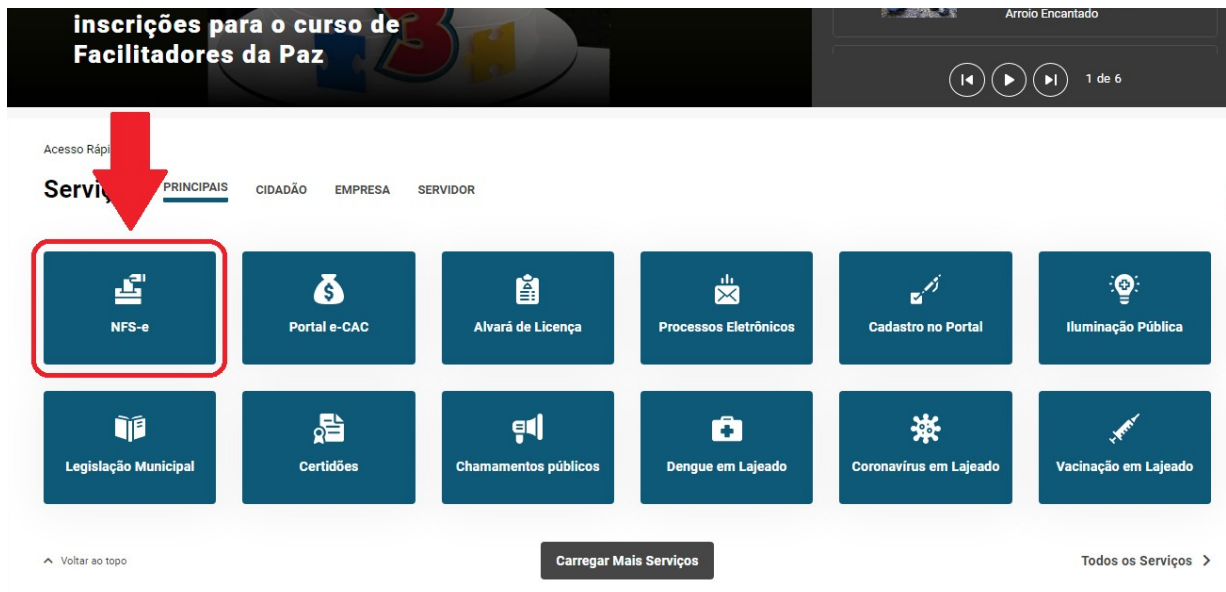 inscrições para o curso de
Facilitadores da Paz
Arroio Encantado
1 de 6
Acesso
PRINCIPAIS
CIDADÃO
EMPRESA
SERVIDOR
NFS-e
Portal e-CAC
Alvará de Licença
Processos Eletrônicos
Cadastro no Portal
Iluminação Pública
Legislação Municipal
Certidões
Chamamentos públicos
Dengue em Lajeado
Coronavírus em Lajeado
Vacinação em Lajeado
Voltar ao topo
Carregar Mais Serviços
Todos os Serviços